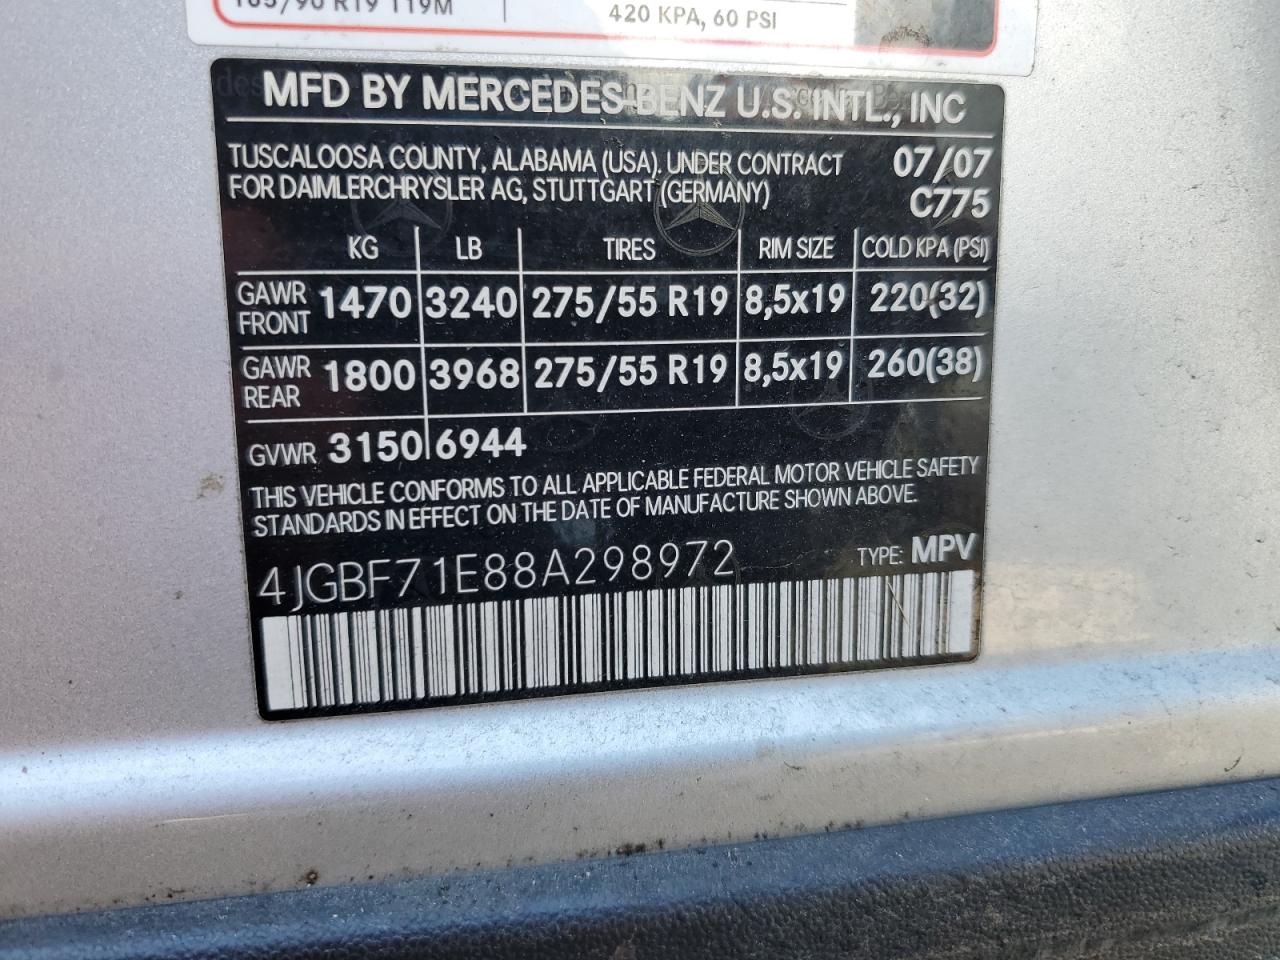 165/90 R19 119M
420 KPA, 60 PSI
MFD BY MERCEDES-BENZ U.S. INTL., INC
TUSCALOOSA COUNTY, ALABAMA (USA), UNDER CONTRACT 07/07
FOR DAIMLERCHRYSLER AG, STUTTGART (GERMANY) C775
KG LB TIRES RIM SIZE COLD KPA (PSI)
GAWR FRONT 1470 3240 275/55 R19 8,5x19 220(32)
GAWR REAR 1800 3968 275/55 R19 8,5x19 260(38)
GVWR 3150 6944
THIS VEHICLE CONFORMS TO ALL APPLICABLE FEDERAL MOTOR VEHICLE SAFETY
STANDARDS IN EFFECT ON THE DATE OF MANUFACTURE SHOWN ABOVE.
4JGBF71E88A298972 TYPE: MPV